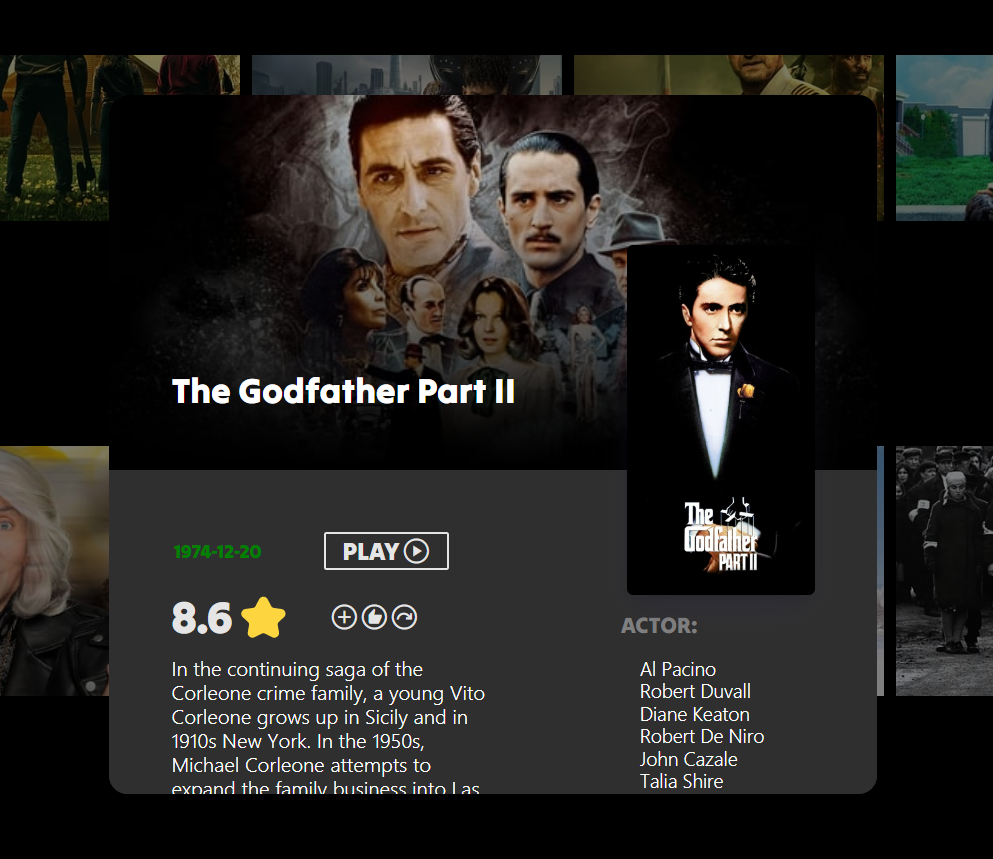 The Godfather Part II
The
Godfather
PART II
1974-12-20
PLAY
8.6
In the continuing saga of the
Corleone crime family, a young Vito
Corleone grows up in Sicily and in
1910s New York. In the 1950s,
Michael Corleone attempts to
expand the family business into Las
ACTOR:
Al Pacino
Robert Duvall
Diane Keaton
Robert De Niro
John Cazale
Talia Shire